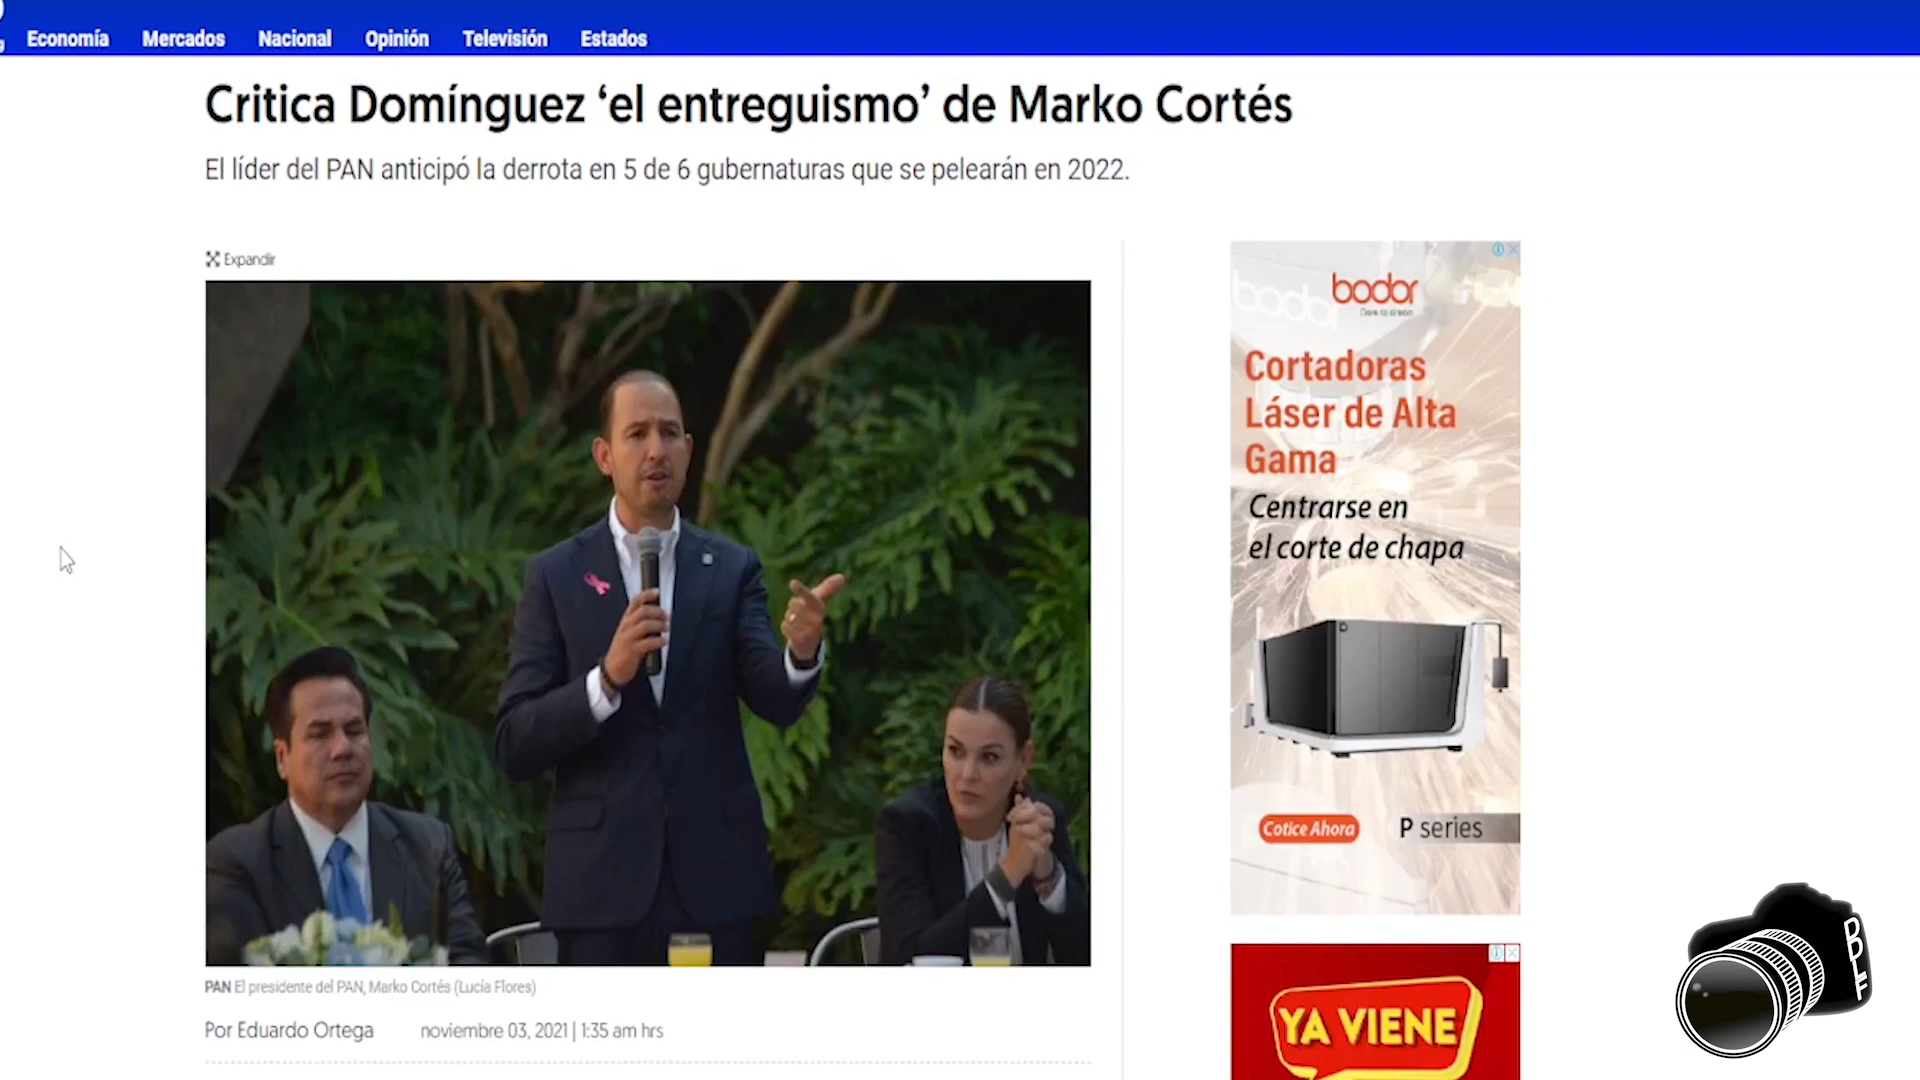 Economía Mercados Nacional Opinión Televisión Estados
Critica Domínguez ‘el entreguismo’ de Marko Cortés
El líder del PAN anticipó la derrota en 5 de 6 gubernaturas que se pelearán en 2022.
Expandir
PAN El presidente del PAN, Marko Cortés (Lucía Flores)
Por Eduardo Ortega noviembre 03, 2021 | 1:35 am hrs
bodor
Cortadoras
Láser de Alta
Gama
Centrarse en
el corte de chapa
Cotice Ahora P series
YA VIENE